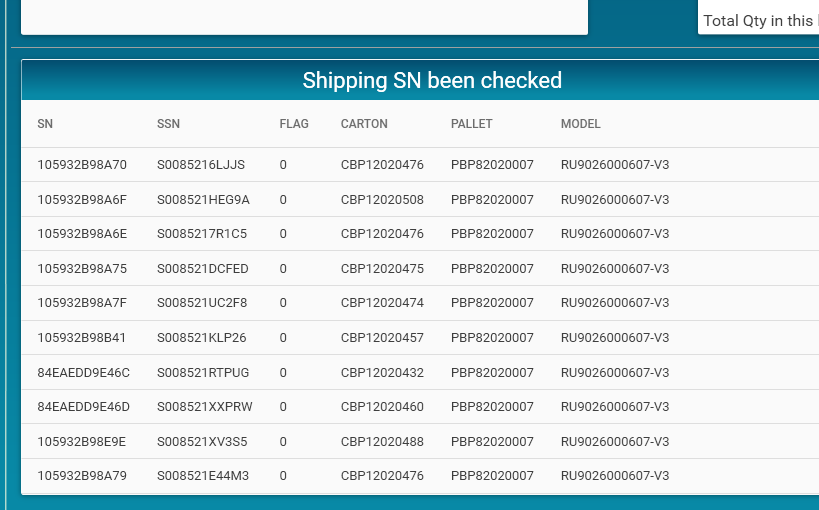 Total Qty in this
Shipping SN been checked
SN SSN FLAG CARTON PALLET MODEL
105932B98A70 S0085216LJJS 0 CBP12020476 PBP82020007 RU9026000607-V3
105932B98A6F S008521HEG9A 0 CBP12020508 PBP82020007 RU9026000607-V3
105932B98A6E S0085217R1C5 0 CBP12020476 PBP82020007 RU9026000607-V3
105932B98A75 S008521DCFED 0 CBP12020475 PBP82020007 RU9026000607-V3
105932B98A7F S008521UC2F8 0 CBP12020474 PBP82020007 RU9026000607-V3
105932B98B41 S008521KLP26 0 CBP12020457 PBP82020007 RU9026000607-V3
84EAEDD9E46C S008521RTPUG 0 CBP12020432 PBP82020007 RU9026000607-V3
84EAEDD9E46D S008521XXPRW 0 CBP12020460 PBP82020007 RU9026000607-V3
105932B98E9E S008521XV3S5 0 CBP12020488 PBP82020007 RU9026000607-V3
105932B98A79 S008521E44M3 0 CBP12020476 PBP82020007 RU9026000607-V3